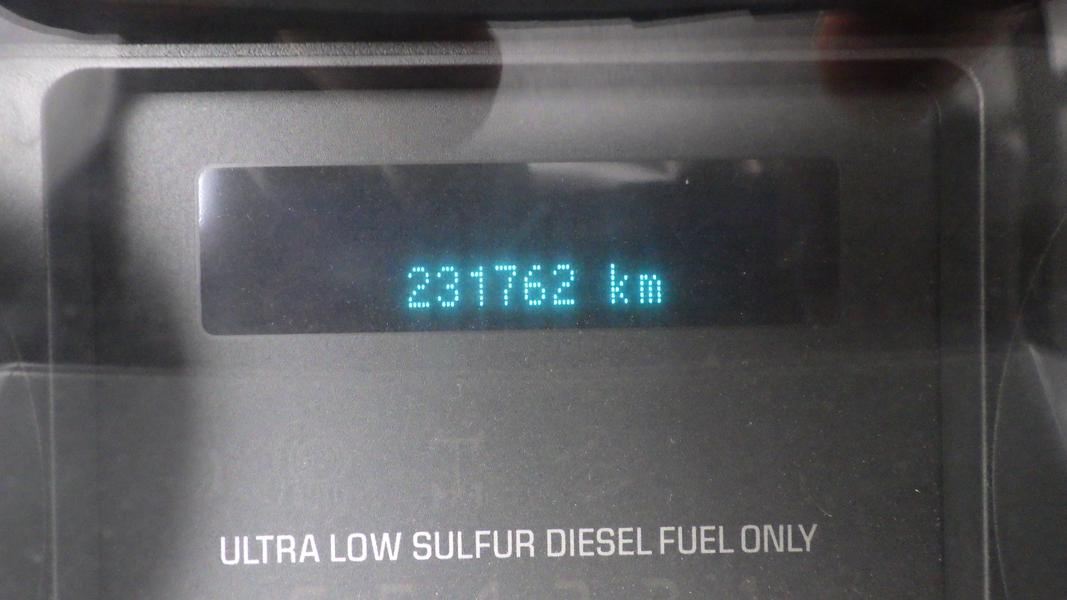 231762 km
ULTRA LOW SULFUR DIESEL FUEL ONLY